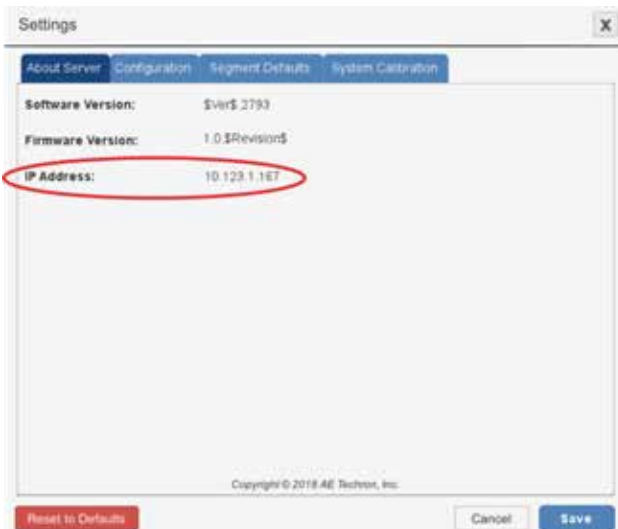 Settings
X
About Server Configuration Segment Defaults System Calibration
Software Version: $Ver$.2793
Firmware Version: 1.0.$Revision$
IP Address: 10.123.1.167
Copyright © 2018 AE Techron, Inc.
Reset to Defaults Cancel Save